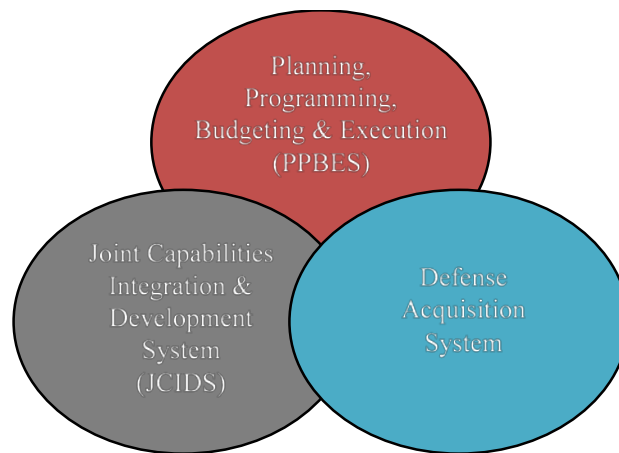 Planning,
Programming,
Budgeting & Execution
(PPBES)
Joint Capabilities
Integration &
Development
System
(JCIDS)
Defense
Acquisition
System